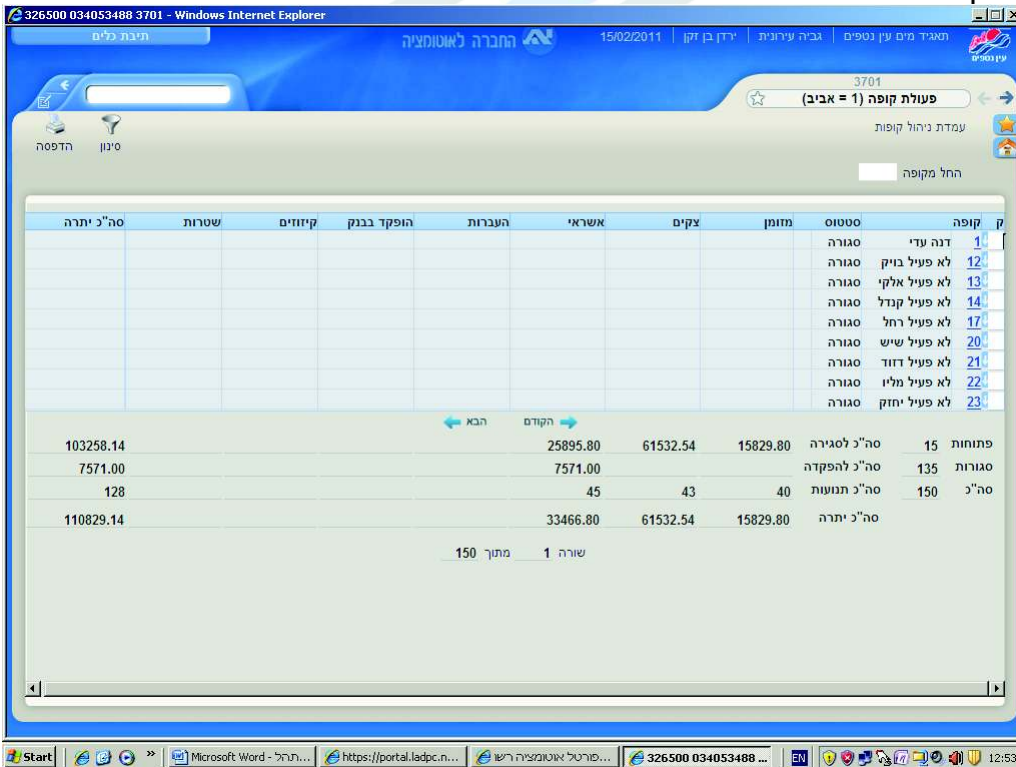 326500 034053488 3701 - Windows Internet Explorer
עין נטפים
תאגיד מים עין נטפים | גביה עירונית | ירדן בן זקן | 15/02/2011
החברה לאוטומציה
תיבת כלים
3701
פעולת קופה (1 = אביב)
עמדת ניהול קופות
סינון הדפסה
החל מקופה
ק קופה סטטוס מזומן צקים אשראי העברות הופקד בבנק קיזוזים שטרות סה"כ יתרה
1 דנה עדי סגורה
12 לא פעיל בויק סגורה
13 לא פעיל אלקי סגורה
14 לא פעיל קנדל סגורה
17 לא פעיל רחל סגורה
20 לא פעיל שיש סגורה
21 לא פעיל דזוד סגורה
22 לא פעיל מליו סגורה
23 לא פעיל יחזק סגורה
הקודם הבא
פתוחות 15 סה"כ לסגירה 15829.80 61532.54 25895.80 103258.14
סגורות 135 סה"כ להפקדה 7571.00 7571.00
סה"כ 150 סה"כ תנועות 40 43 45 128
סה"כ יתרה 15829.80 61532.54 33466.80 110829.14
שורה 1 מתוך 150
Start
Microsoft Word - תהל...
https://portal.ladpc.n...
פורטל אוטומציה רשו...
326500 034053488 ...
EN
12:53